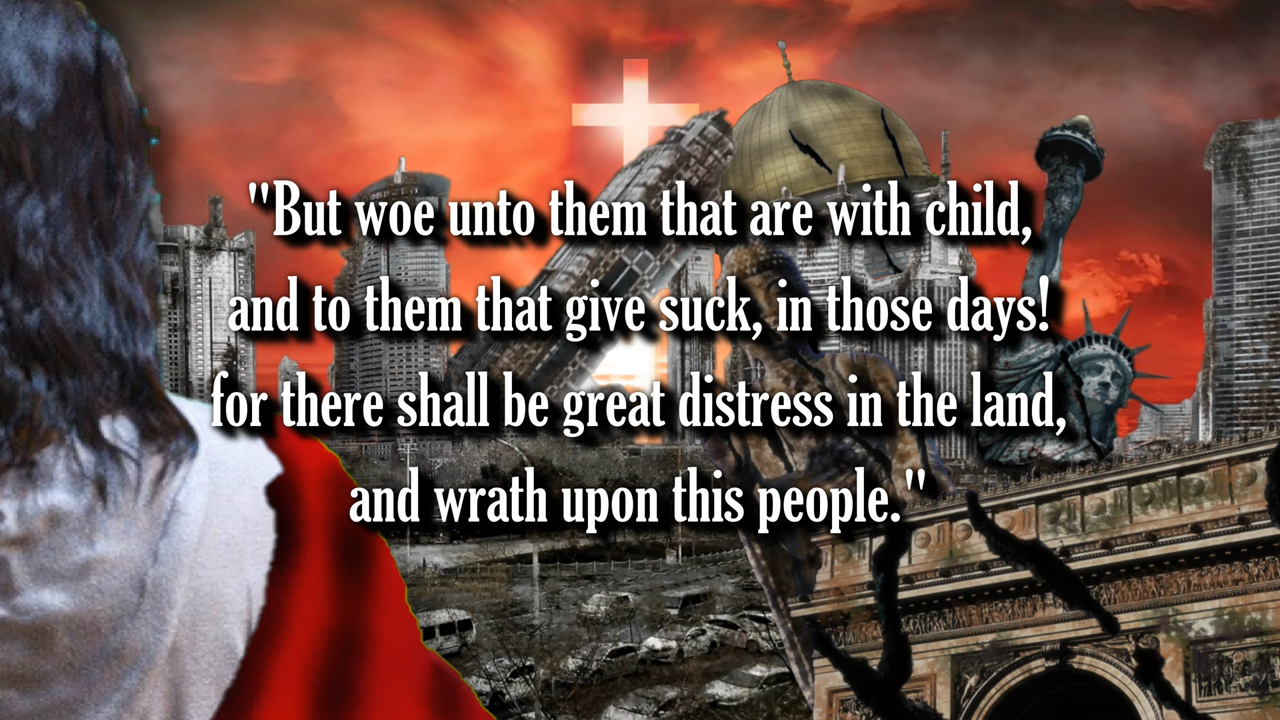 "But woe unto them that are with child,
and to them that give suck, in those days!
for there shall be great distress in the land,
and wrath upon this people."